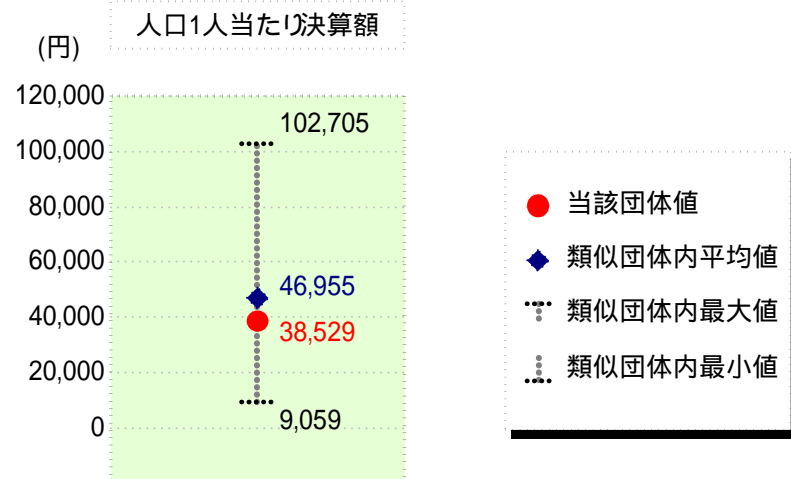 人口1人当たり決算額
(円)
120,000
102,705
100,000
80,000
60,000
46,955
40,000
38,529
20,000
9,059
0
当該団体値
類似団体内平均値
類似団体内最大値
類似団体内最小値